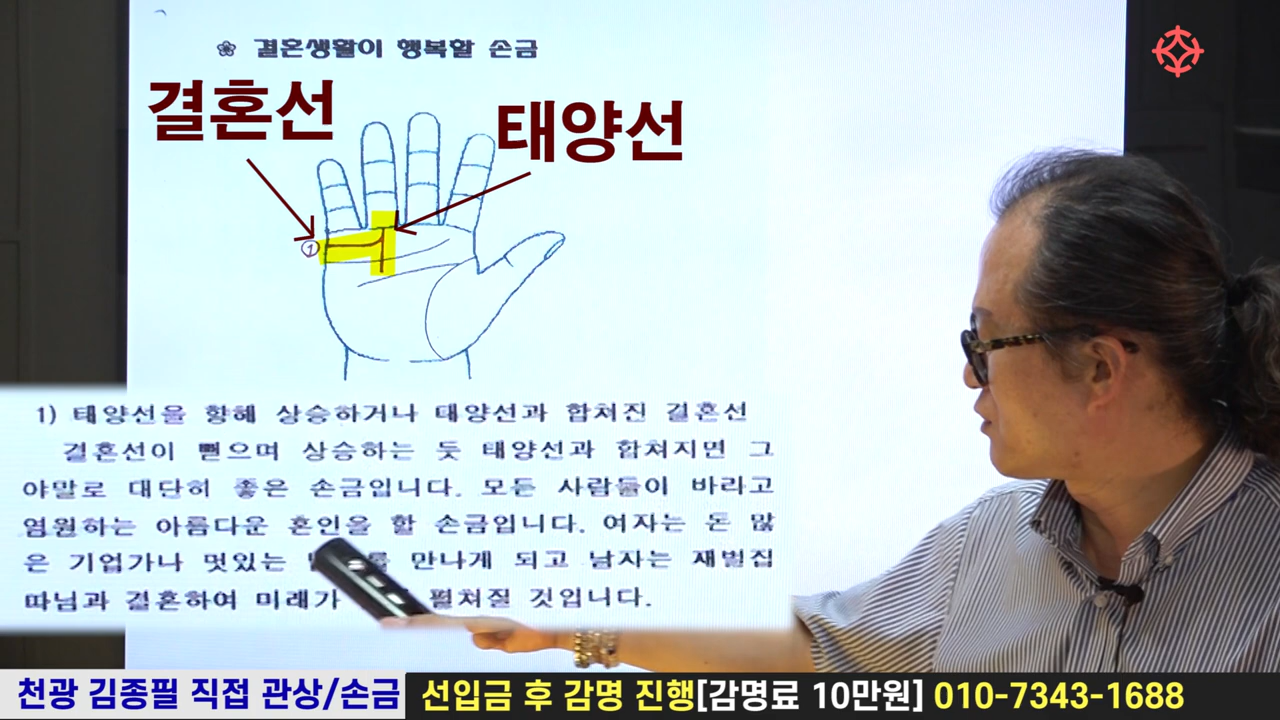 ❀ 결혼생활이 행복할 손금
결혼선
태양선
①
1) 태양선을 향해 상승하거나 태양선과 합쳐진 결혼선
결혼선이 뻗으며 상승하는 듯 태양선과 합쳐지면 그
야말로 대단히 좋은 손금입니다. 모든 사람들이 바라고
염원하는 아름다운 혼인을 할 손금입니다. 여자는 돈 많
은 기업가나 멋있는 를 만나게 되고 남자는 재벌집
따님과 결혼하여 미래가 펼쳐질 것입니다.
천광 김종필 직접 관상/손금
선입금 후 감명 진행[감명료 10만원] 010-7343-1688